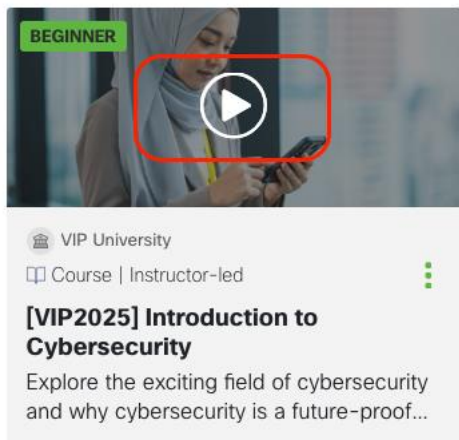 BEGINNER
VIP University
Course | Instructor-led
[VIP2025] Introduction to
Cybersecurity
Explore the exciting field of cybersecurity
and why cybersecurity is a future-proof...